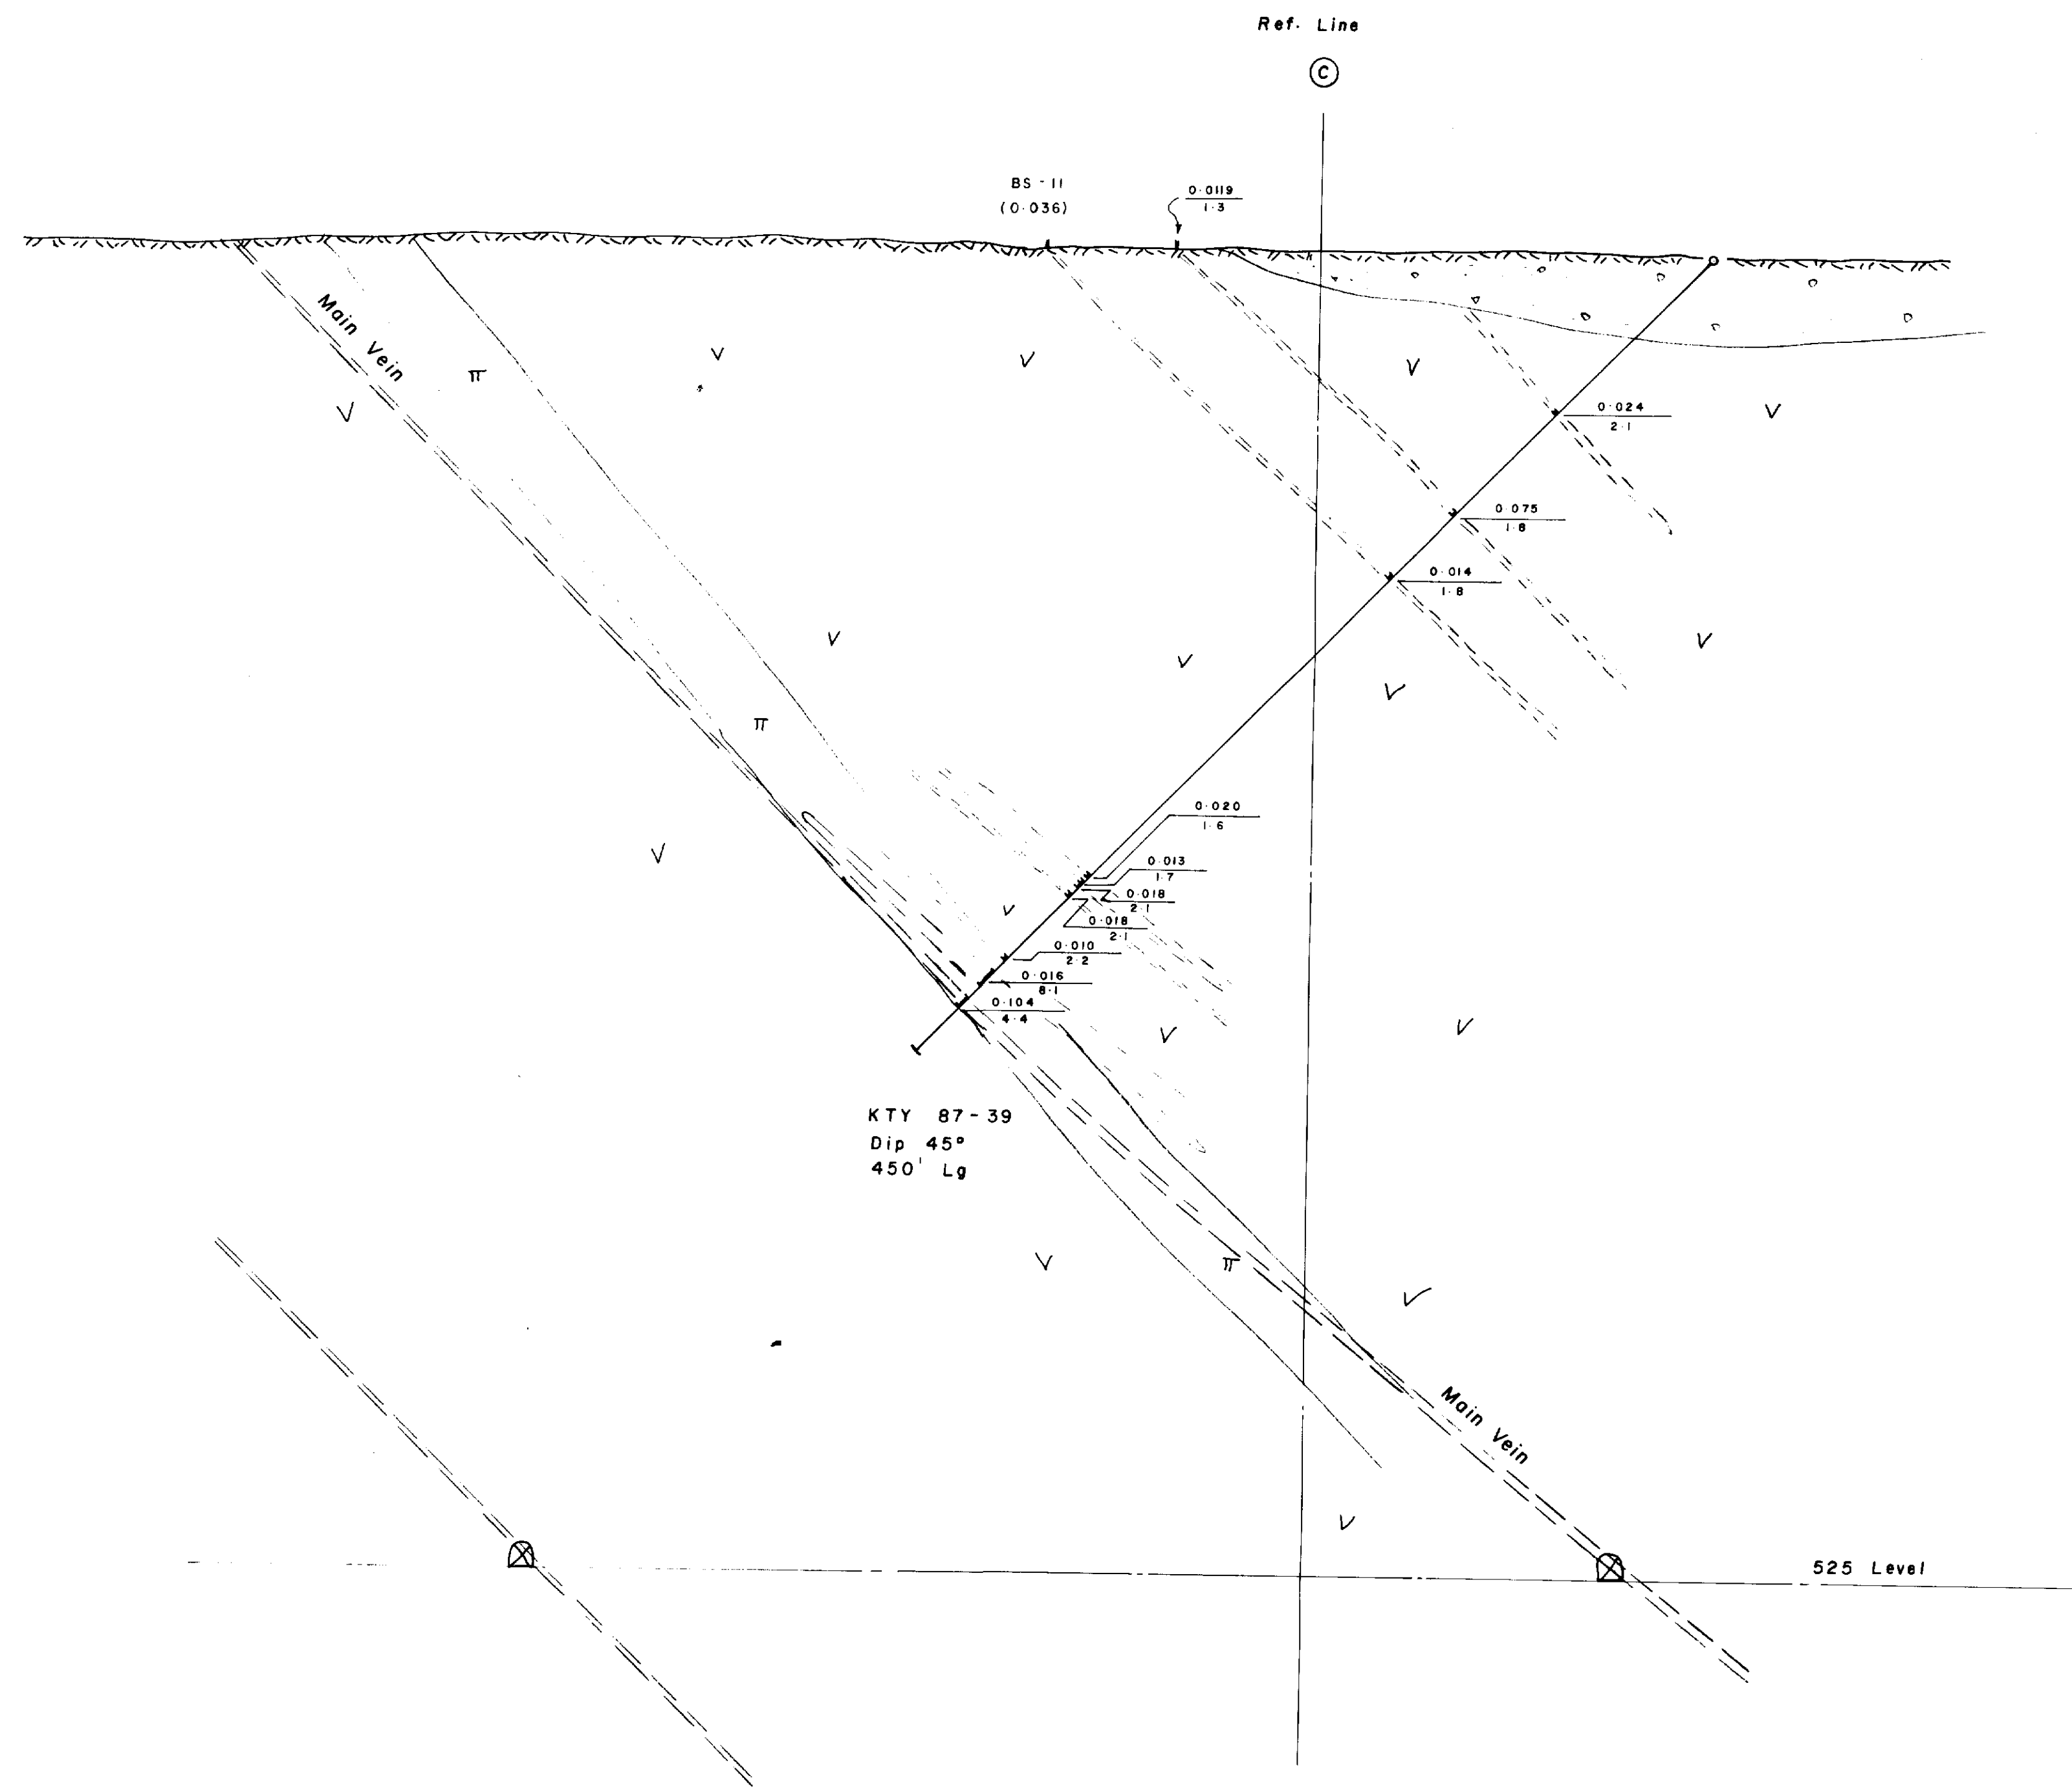 Ref. Line
C
BS-11
(0.036)
0.0119
1.3
Main Vein
0.024
2.1
0.075
1.8
0.014
1.8
0.020
1.6
0.013
1.7
0.018
2.1
0.018
2.1
0.010
2.2
0.016
8.1
0.104
4.4
KTY 87-39
Dip 45°
450' Lg
Main Vein
525 Level
V
V
V
V
V
π
V
V
V
V
π
V
V
V
V
V
π
V
V